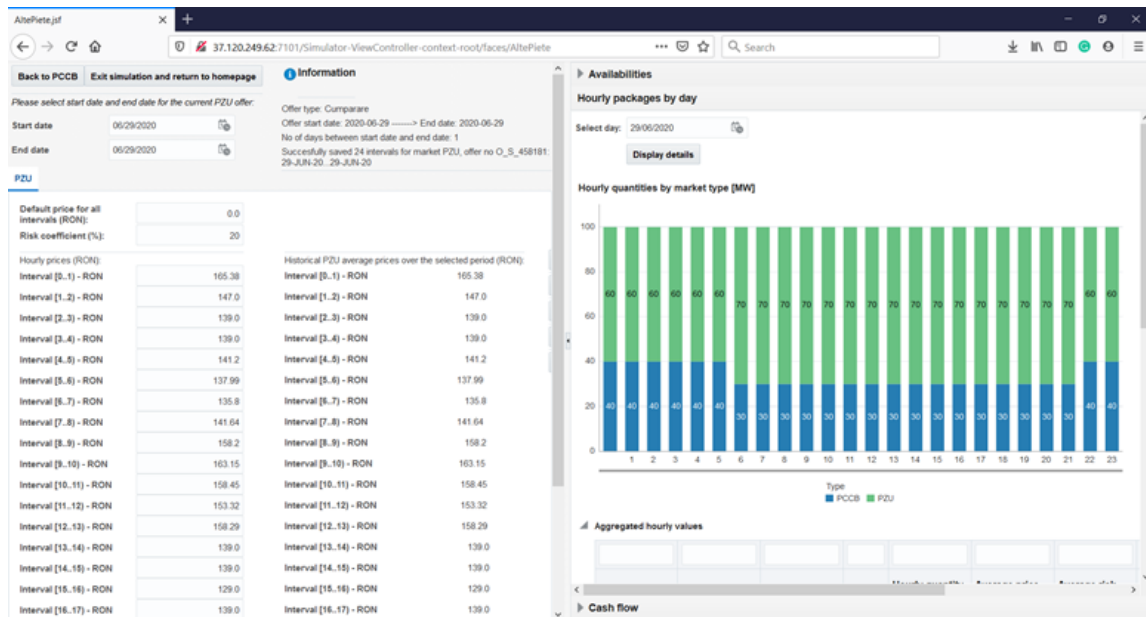 AltePiete.jsf
37.120.249.62:7101/Simulator-ViewController-context-root/faces/AltePiete
Search
Back to PCCB Exit simulation and return to homepage
Please select start date and end date for the current PZU offer:
Start date 06/29/2020
End date 06/29/2020
PZU
Default price for all
intervals (RON): 0.0
Risk coefficient (%): 20
Hourly prices (RON):
Interval [0..1) - RON 165.38
Interval [1..2) - RON 147.0
Interval [2..3) - RON 139.0
Interval [3..4) - RON 139.0
Interval [4..5) - RON 141.2
Interval [5..6) - RON 137.99
Interval [6..7) - RON 135.8
Interval [7..8) - RON 141.64
Interval [8..9) - RON 158.2
Interval [9..10) - RON 163.15
Interval [10..11) - RON 158.45
Interval [11..12) - RON 153.32
Interval [12..13) - RON 158.29
Interval [13..14) - RON 139.0
Interval [14..15) - RON 139.0
Interval [15..16) - RON 129.0
Interval [16..17) - RON 139.0
Information
Offer type: Cumparare
Offer start date: 2020-06-29 -------> End date: 2020-06-29
No of days between start date and end date: 1
Succesfully saved 24 intervals for market PZU, offer no O_S_458181:
29-JUN-20...29-JUN-20
Historical PZU average prices over the selected period (RON):
Interval [0..1) - RON 165.38
Interval [1..2) - RON 147.0
Interval [2..3) - RON 139.0
Interval [3..4) - RON 139.0
Interval [4..5) - RON 141.2
Interval [5..6) - RON 137.99
Interval [6..7) - RON 135.8
Interval [7..8) - RON 141.64
Interval [8..9) - RON 158.2
Interval [9..10) - RON 163.15
Interval [10..11) - RON 158.45
Interval [11..12) - RON 153.32
Interval [12..13) - RON 158.29
Interval [13..14) - RON 139.0
Interval [14..15) - RON 139.0
Interval [15..16) - RON 129.0
Interval [16..17) - RON 139.0
Availabilities
Hourly packages by day
Select day: 29/06/2020
Display details
Hourly quantities by market type [MW]
100
80
60
40
20
0
60 60 60 60 60 60 70 70 70 70 70 70 70 70 70 70 70 70 70 70 70 70 60 60
40 40 40 40 40 40 30 30 30 30 30 30 30 30 30 30 30 30 30 30 30 30 40 40
1 2 3 4 5 6 7 8 9 10 11 12 13 14 15 16 17 18 19 20 21 22 23
Type
PCCB PZU
Aggregated hourly values
Hourly quantity Average price Average risk
Cash flow